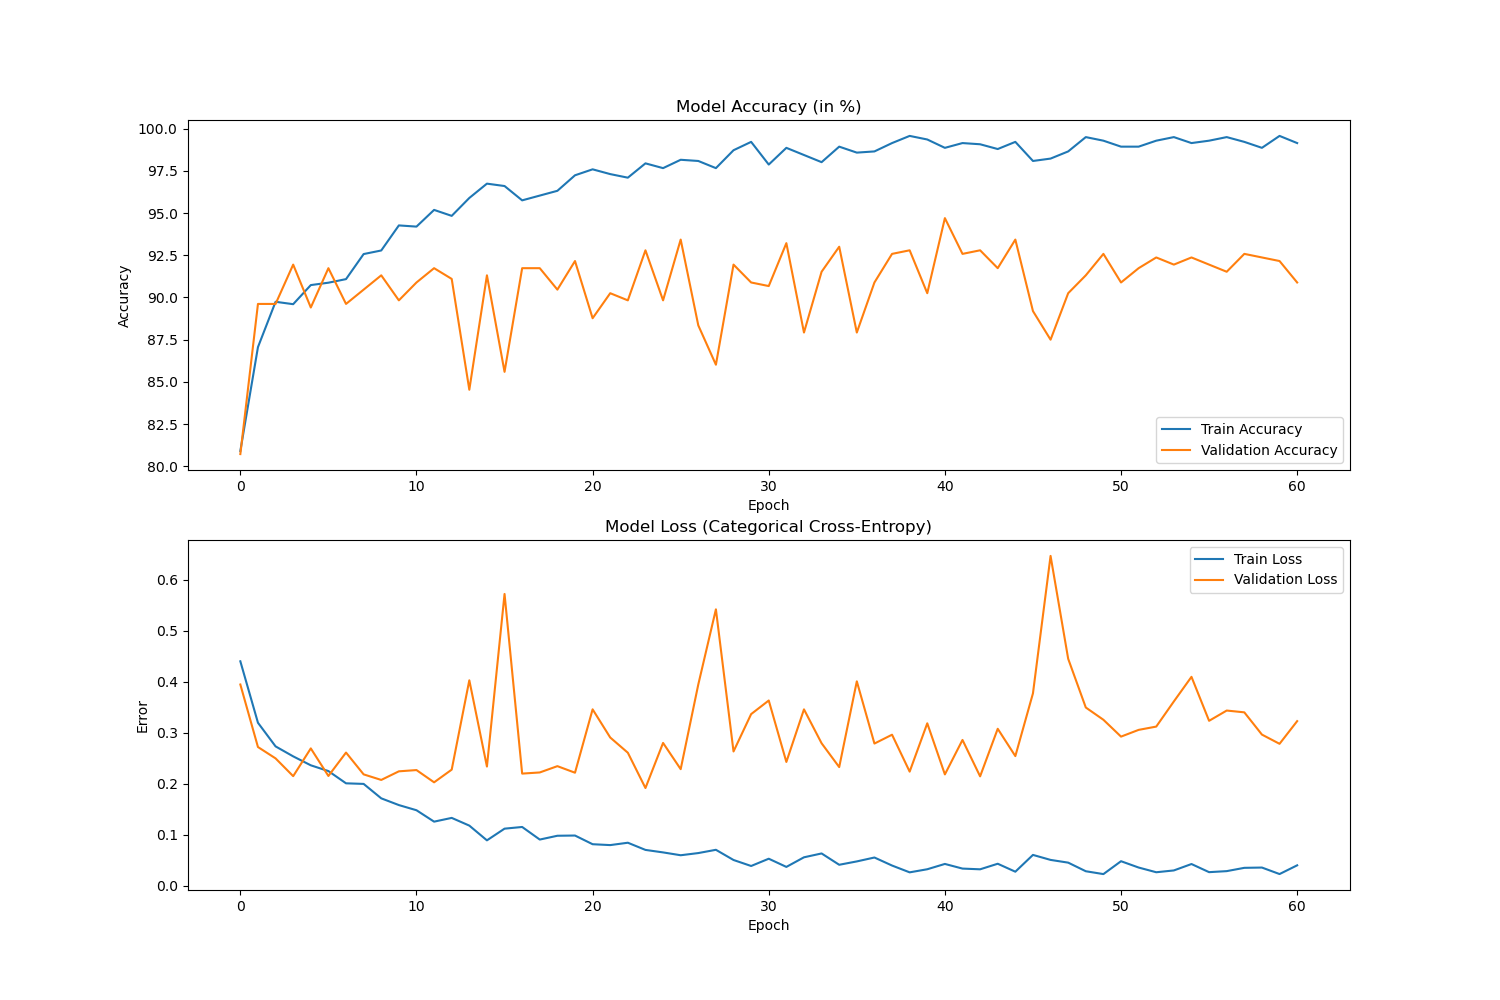 Model Accuracy (in %)
100.0
97.5
95.0
92.5
90.0
87.5
85.0
82.5
80.0
Accuracy
Train Accuracy
Validation Accuracy
0 10 20 30 40 50 60
Epoch
Model Loss (Categorical Cross-Entropy)
Train Loss
Validation Loss
0.6
0.5
0.4
0.3
0.2
0.1
0.0
Error
0 10 20 30 40 50 60
Epoch